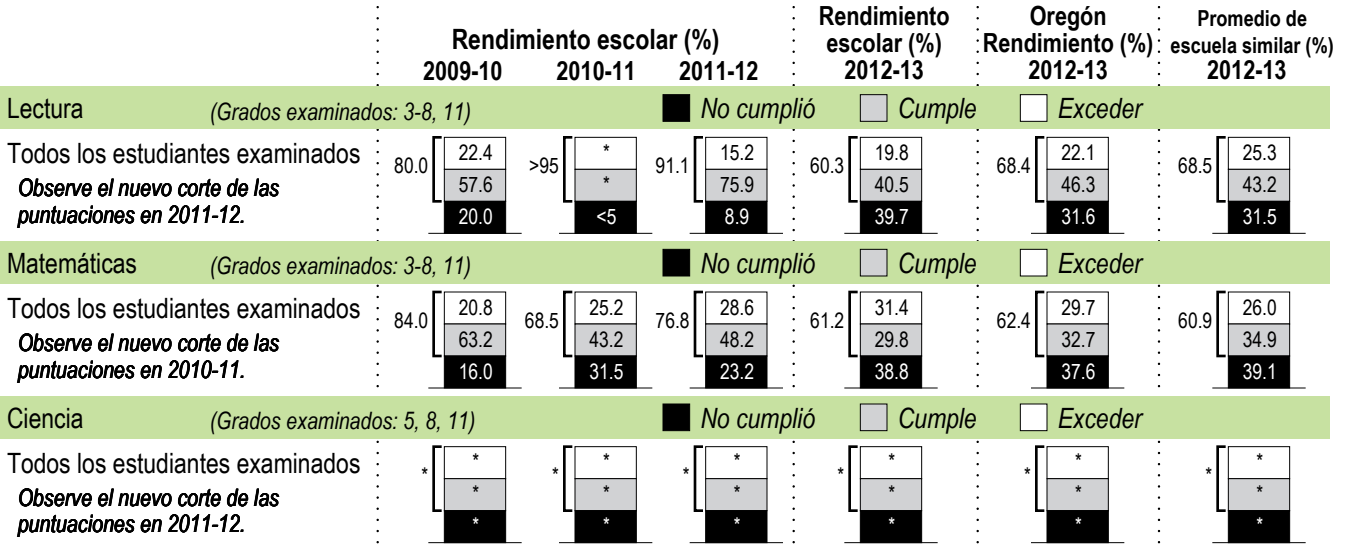 Rendimiento escolar (%)
2009-10 2010-11 2011-12
Rendimiento
escolar (%)
2012-13
Oregón
Rendimiento (%)
2012-13
Promedio de
escuela similar (%)
2012-13
Lectura (Grados examinados: 3-8, 11) No cumplió Cumple Exceder
Todos los estudiantes examinados
Observe el nuevo corte de las
puntuaciones en 2011-12.
80.0 22.4 57.6 20.0
>95 * * <5
91.1 15.2 75.9 8.9
60.3 19.8 40.5 39.7
68.4 22.1 46.3 31.6
68.5 25.3 43.2 31.5
Matemáticas (Grados examinados: 3-8, 11) No cumplió Cumple Exceder
Todos los estudiantes examinados
Observe el nuevo corte de las
puntuaciones en 2010-11.
84.0 20.8 63.2 16.0
68.5 25.2 43.2 31.5
76.8 28.6 48.2 23.2
61.2 31.4 29.8 38.8
62.4 29.7 32.7 37.6
60.9 26.0 34.9 39.1
Ciencia (Grados examinados: 5, 8, 11) No cumplió Cumple Exceder
Todos los estudiantes examinados
Observe el nuevo corte de las
puntuaciones en 2011-12.
* * * *
* * * *
* * * *
* * * *
* * * *
* * * *